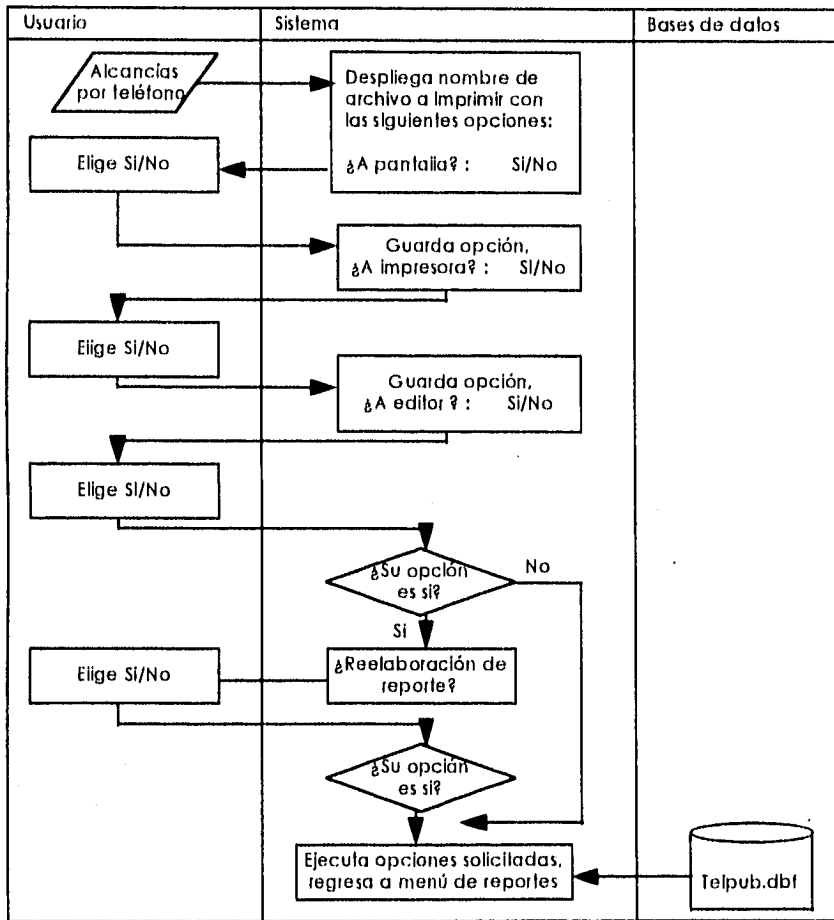 Usuario
Sistema
Bases de datos
Alcancías
por teléfono
Despliega nombre de
archivo a imprimir con
las siguientes opciones:
¿A pantalla? : Si/No
Elige Si/No
Guarda opción,
¿A impresora? : Si/No
Elige Si/No
Guarda opción,
¿A editor ? : Si/No
Elige Si/No
¿Su opción
es si?
No
Si
¿Reelaboración de
reporte?
Elige Si/No
¿Su opción
es si?
Ejecuta opciones solicitadas,
regresa a menú de reportes
Telpub.dbf